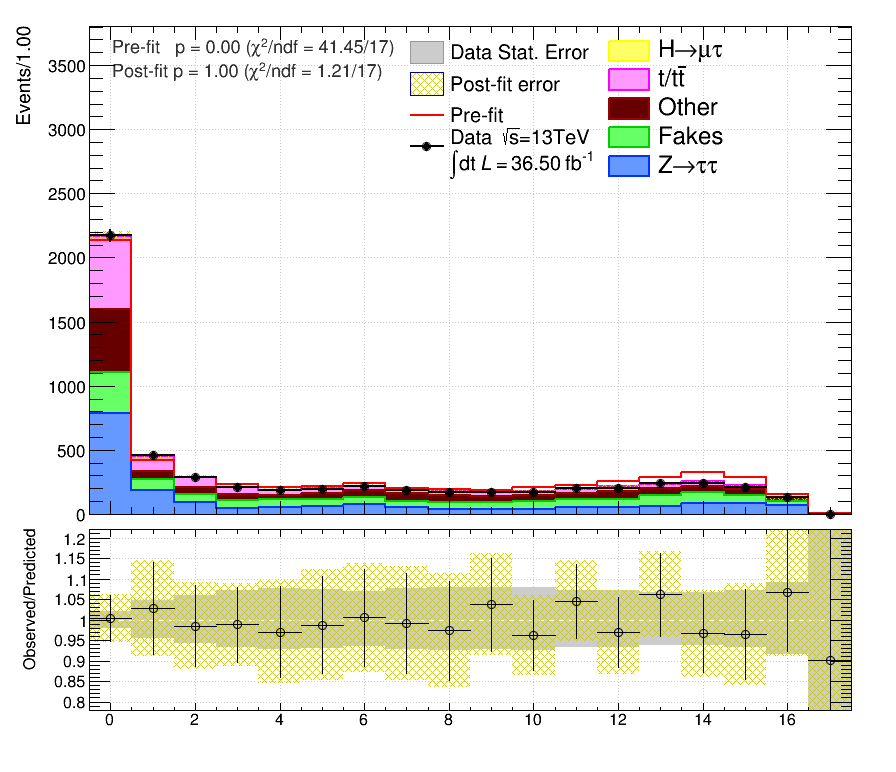 Pre-fit p = 0.00 (χ²/ndf = 41.45/17)
Post-fit p = 1.00 (χ²/ndf = 1.21/17)
Data Stat. Error
Post-fit error
Pre-fit
Data √s=13TeV
∫dt L = 36.50 fb⁻¹
H→μτ
t/tt̄
Other
Fakes
Z→ττ
Events/1.00
3500
3000
2500
2000
1500
1000
500
0
Observed/Predicted
1.2
1.15
1.1
1.05
1
0.95
0.9
0.85
0.8
0 2 4 6 8 10 12 14 16